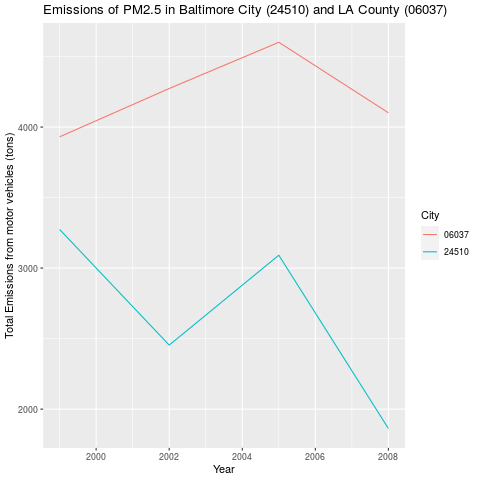 Emissions of PM2.5 in Baltimore City (24510) and LA County (06037)
Total Emissions from motor vehicles (tons)
4000
3000
2000
2000
2002
2004
2006
2008
Year
City
06037
24510